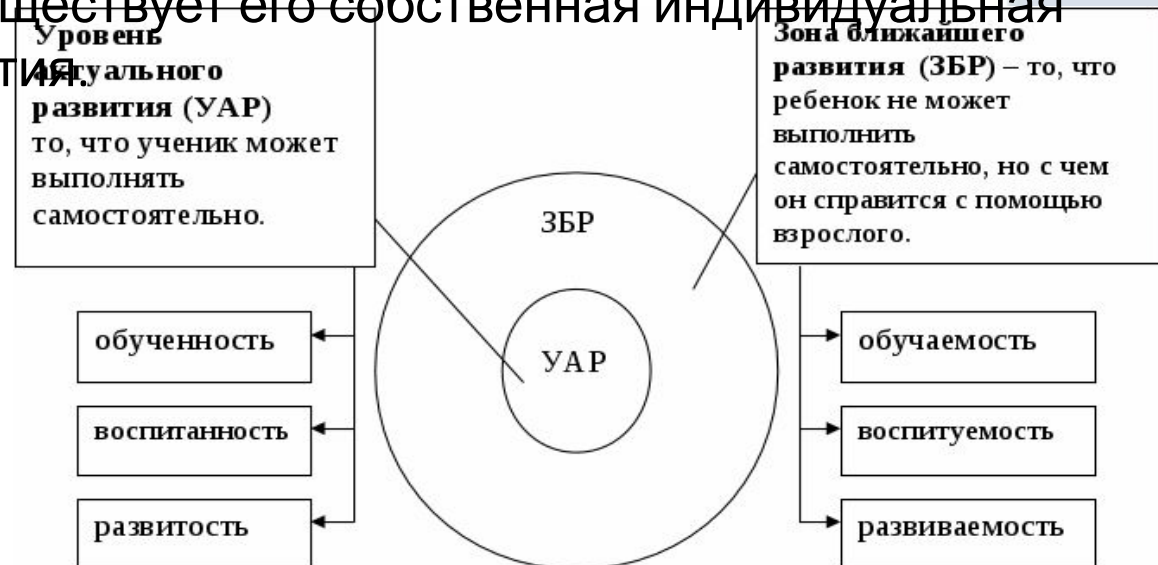 ществует его собственная индивидуальная
тия.
Уровень
актуального
развития (УАР)
то, что ученик может
выполнять
самостоятельно.
Зона ближайшего
развития (ЗБР) – то, что
ребенок не может
выполнить
самостоятельно, но с чем
он справится с помощью
взрослого.
ЗБР
УАР
обученность
воспитанность
развитость
обучаемость
воспитуемость
развиваемость